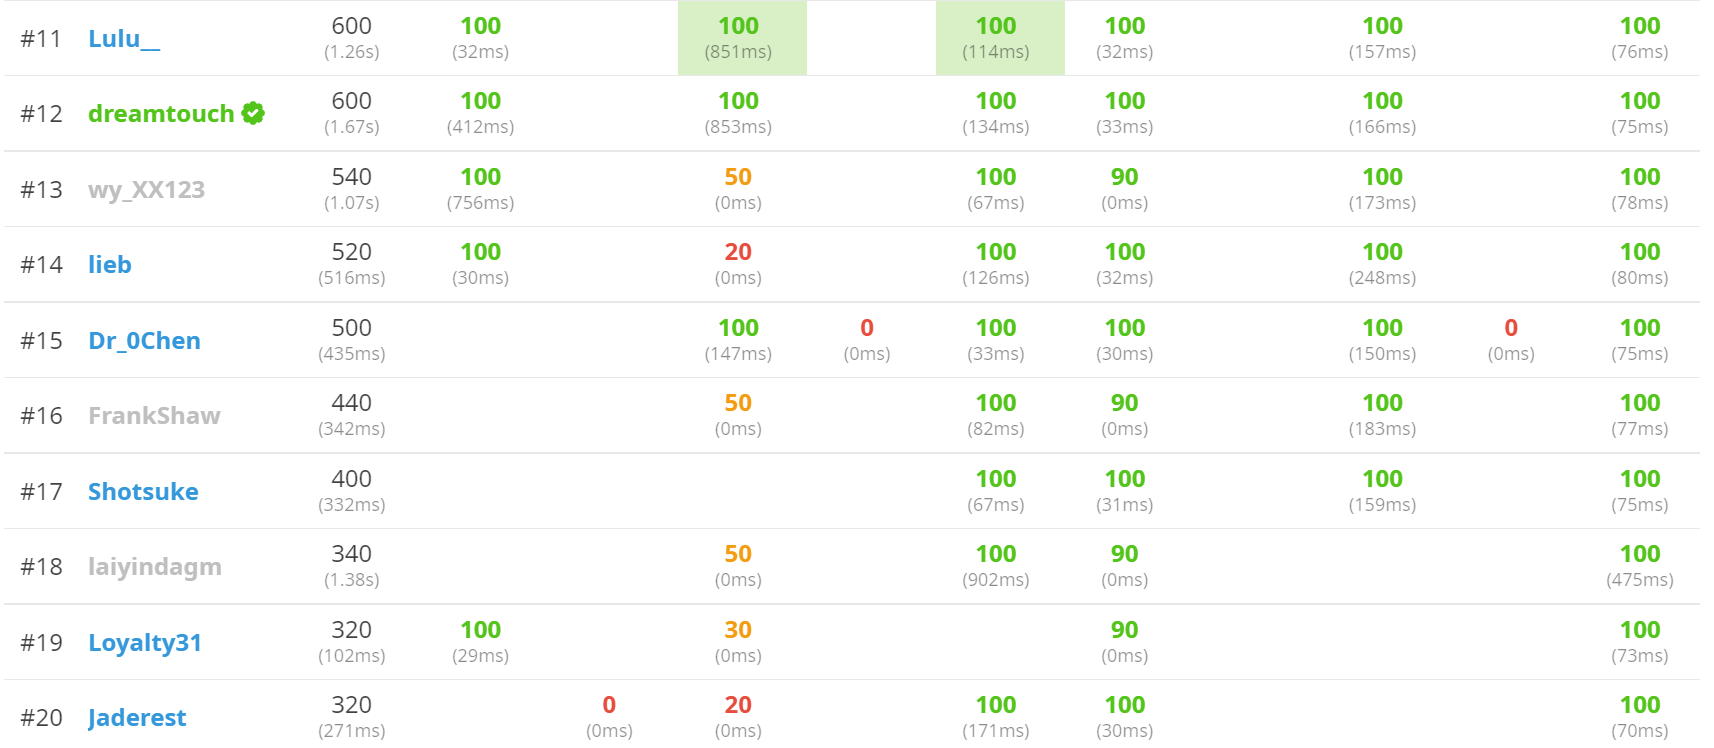 #11 Lulu__ 600 100 100 100 100 100 100
(1.26s) (32ms) (851ms) (114ms) (32ms) (157ms) (76ms)
#12 dreamtouch 600 100 100 100 100 100 100
(1.67s) (412ms) (853ms) (134ms) (33ms) (166ms) (75ms)
#13 wy_XX123 540 100 50 100 90 100 100
(1.07s) (756ms) (0ms) (67ms) (0ms) (173ms) (78ms)
#14 lieb 520 100 20 100 100 100 100
(516ms) (30ms) (0ms) (126ms) (32ms) (248ms) (80ms)
#15 Dr_0Chen 500 100 0 100 100 100 0 100
(435ms) (147ms) (0ms) (33ms) (30ms) (150ms) (0ms) (75ms)
#16 FrankShaw 440 50 100 90 100 100
(342ms) (0ms) (82ms) (0ms) (183ms) (77ms)
#17 Shotsuke 400 100 100 100 100
(332ms) (67ms) (31ms) (159ms) (75ms)
#18 laiyindagm 340 50 100 90 100
(1.38s) (0ms) (902ms) (0ms) (475ms)
#19 Loyalty31 320 100 30 90 100
(102ms) (29ms) (0ms) (0ms) (73ms)
#20 Jaderest 320 0 20 100 100 100
(271ms) (0ms) (0ms) (171ms) (30ms) (70ms)